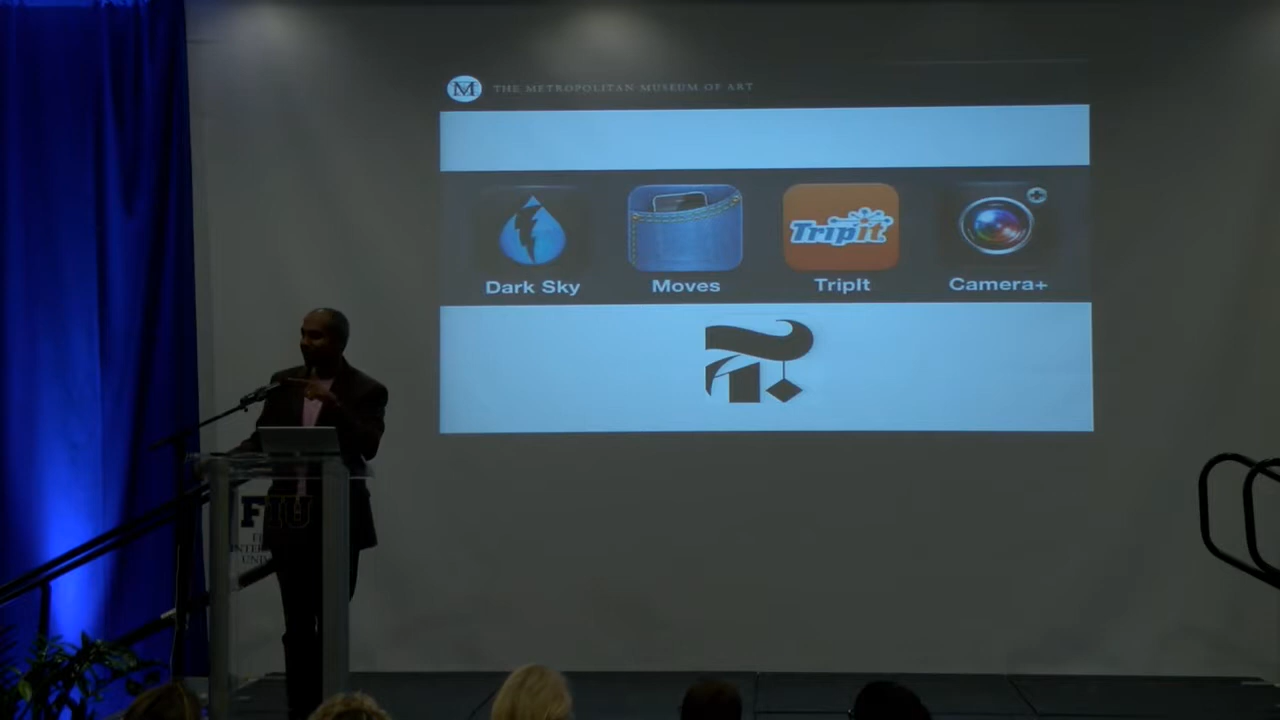 M THE METROPOLITAN MUSEUM OF ART
TripIt
Dark Sky Moves TripIt Camera+
FIU